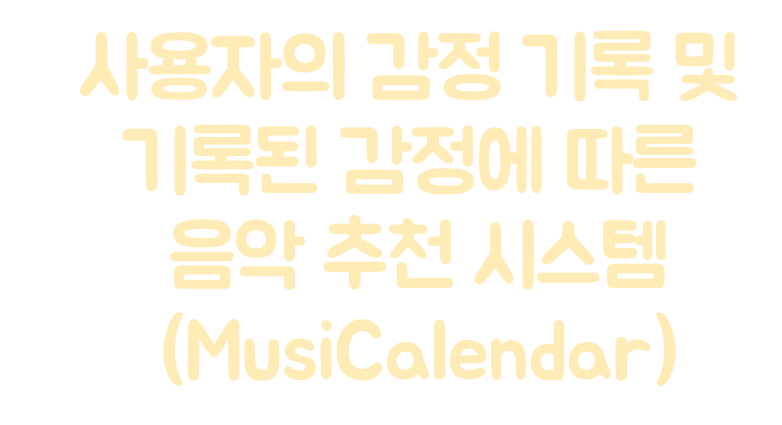 사용자의 감정 기록 및
기록된 감정에 따른
음악 추천 시스템
(MusiCalendar)